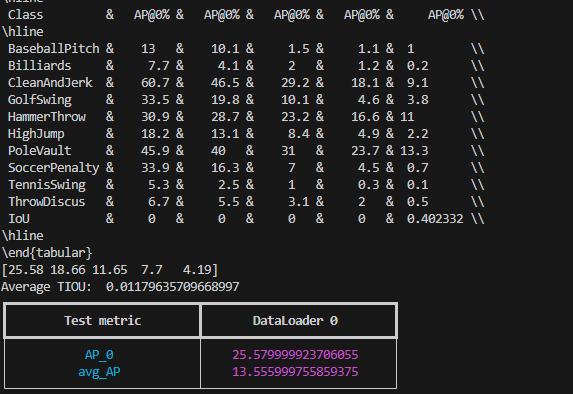 \hline
Class & AP@0% & AP@0% & AP@0% & AP@0% & AP@0% \\
\hline
BaseballPitch & 13 & 10.1 & 1.5 & 1.1 & 1 \\
Billiards & 7.7 & 4.1 & 2 & 1.2 & 0.2 \\
CleanAndJerk & 60.7 & 46.5 & 29.2 & 18.1 & 9.1 \\
GolfSwing & 33.5 & 19.8 & 10.1 & 4.6 & 3.8 \\
HammerThrow & 30.9 & 28.7 & 23.2 & 16.6 & 11 \\
HighJump & 18.2 & 13.1 & 8.4 & 4.9 & 2.2 \\
PoleVault & 45.9 & 40 & 31 & 23.7 & 13.3 \\
SoccerPenalty & 33.9 & 16.3 & 7 & 4.5 & 0.7 \\
TennisSwing & 5.3 & 2.5 & 1 & 0.3 & 0.1 \\
ThrowDiscus & 6.7 & 5.5 & 3.1 & 2 & 0.5 \\
IoU & 0 & 0 & 0 & 0 & 0.402332 \\
\hline
\end{tabular}
[25.58 18.66 11.65 7.7 4.19]
Average TIOU: 0.01179635709668997
Test metric DataLoader 0
AP_0 25.579999923706055
avg_AP 13.555999755859375